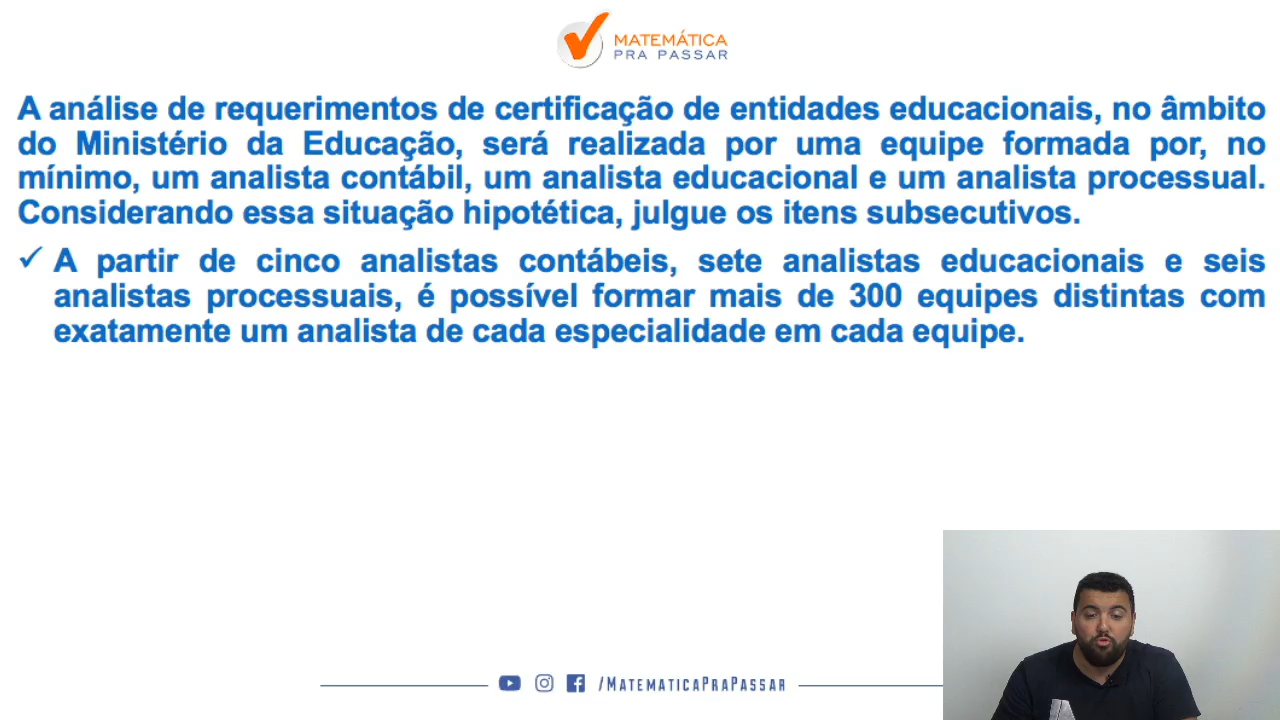 MATEMÁTICA
PRA PASSAR
A análise de requerimentos de certificação de entidades educacionais, no âmbito
do Ministério da Educação, será realizada por uma equipe formada por, no
mínimo, um analista contábil, um analista educacional e um analista processual.
Considerando essa situação hipotética, julgue os itens subsecutivos.
✓ A partir de cinco analistas contábeis, sete analistas educacionais e seis
analistas processuais, é possível formar mais de 300 equipes distintas com
exatamente um analista de cada especialidade em cada equipe.
/MATEMATICAPRAPASSAR